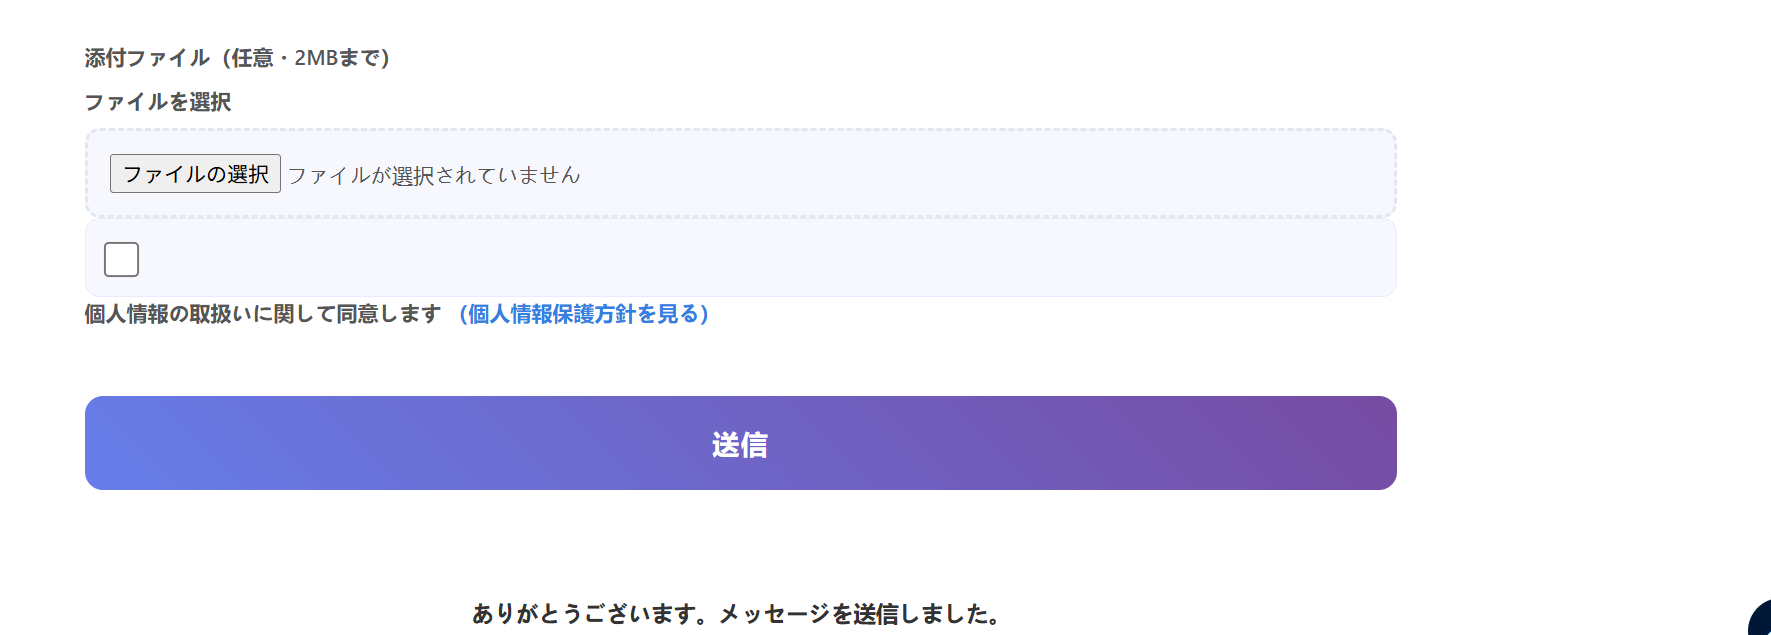 添付ファイル（任意・2MBまで）
ファイルを選択
ファイルの選択 ファイルが選択されていません
個人情報の取扱いに関して同意します （個人情報保護方針を見る）
送信
ありがとうございます。メッセージを送信しました。